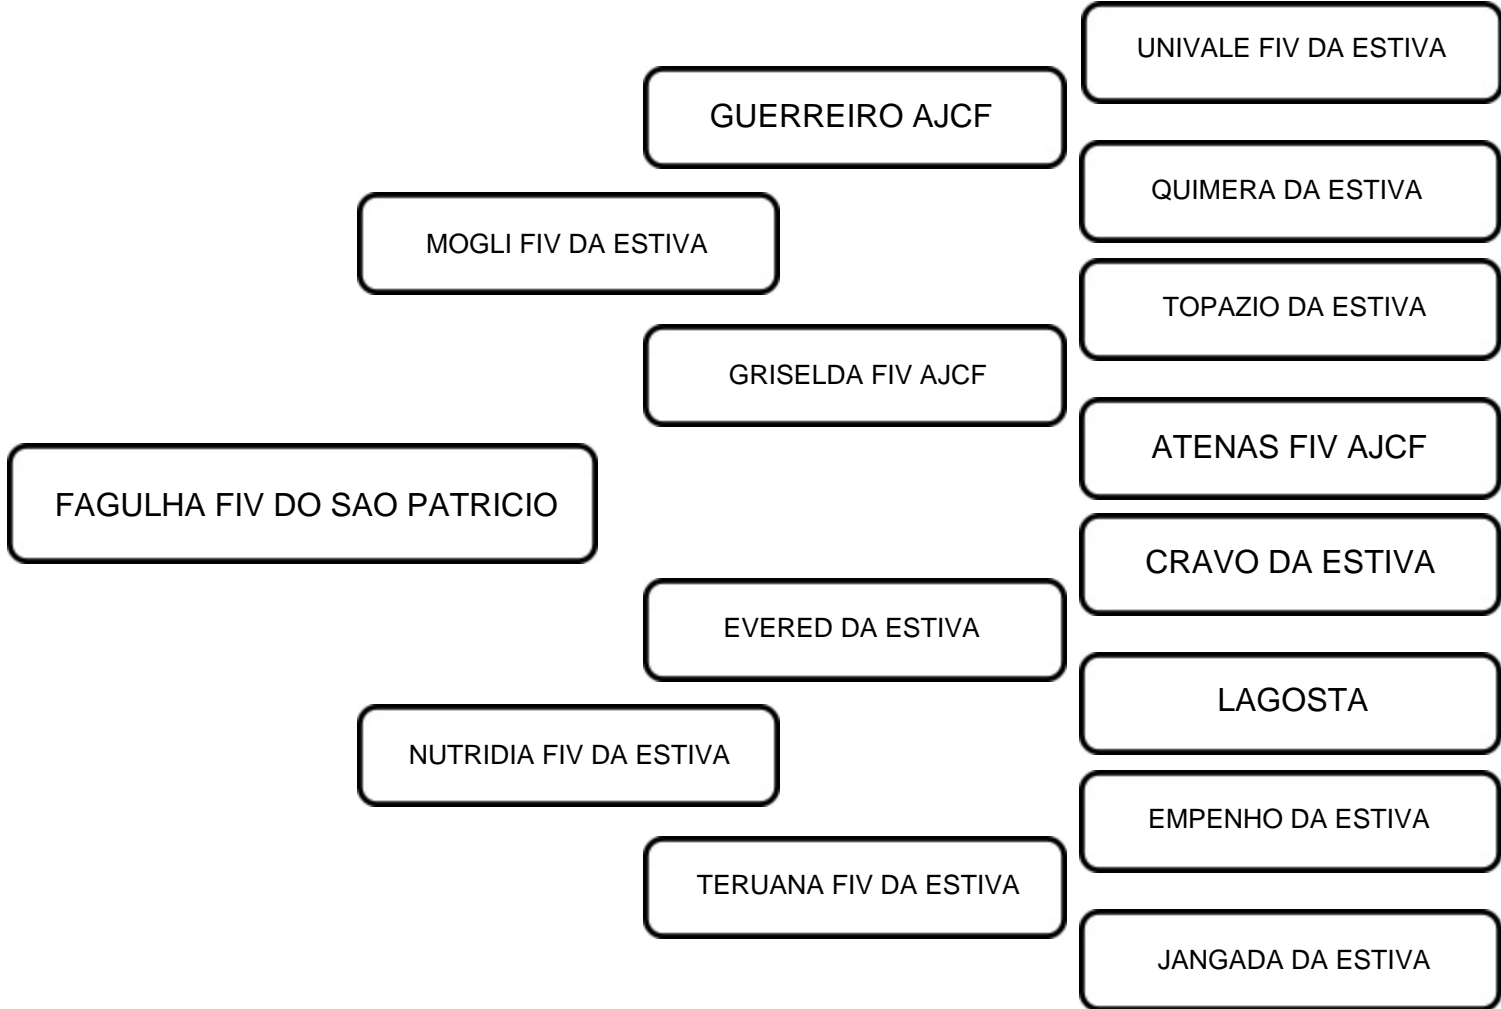 UNIVALE FIV DA ESTIVA
GUERREIRO AJCF
QUIMERA DA ESTIVA
MOGLI FIV DA ESTIVA
TOPAZIO DA ESTIVA
GRISELDA FIV AJCF
ATENAS FIV AJCF
FAGULHA FIV DO SAO PATRICIO
CRAVO DA ESTIVA
EVERED DA ESTIVA
LAGOSTA
NUTRIDIA FIV DA ESTIVA
EMPENHO DA ESTIVA
TERUANA FIV DA ESTIVA
JANGADA DA ESTIVA